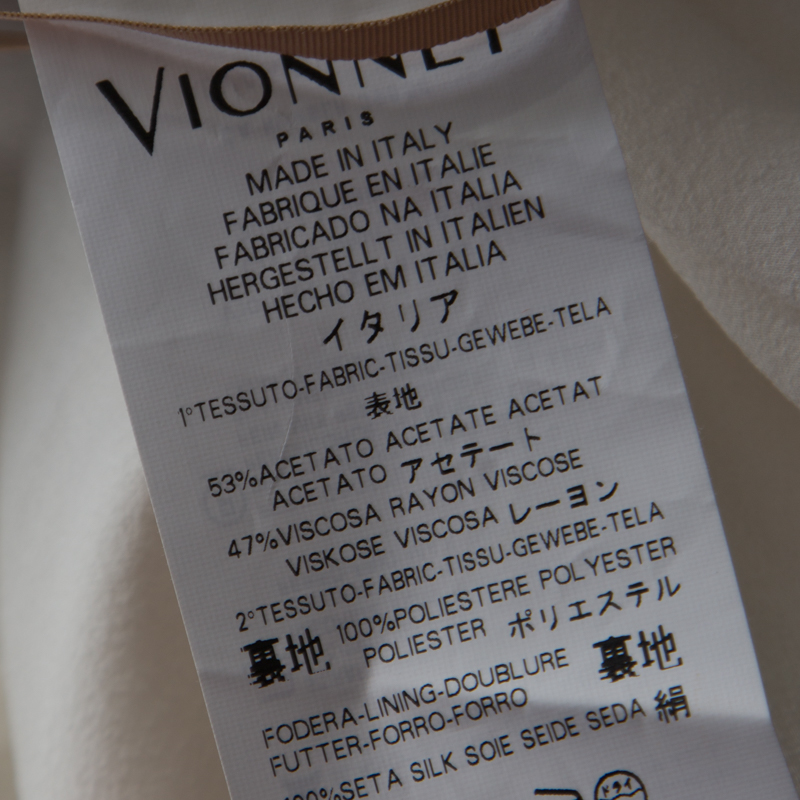 VIONNET
PARIS
MADE IN ITALY
FABRIQUE EN ITALIE
FABRICADO NA ITALIA
HERGESTELLT IN ITALIEN
HECHO EM ITALIA
イタリア
1°TESSUTO-FABRIC-TISSU-GEWEBE-TELA
表地
53%ACETATO ACETATE ACETAT
ACETATO アセテート
47%VISCOSA RAYON VISCOSE
VISKOSE VISCOSA レーヨン
2°TESSUTO-FABRIC-TISSU-GEWEBE-TELA
裏地 100%POLIESTERE POLYESTER
POLIESTER ポリエステル
FODERA-LINING-DOUBLURE 裏地
FUTTER-FORRO-FORRO
100%SETA SILK SOIE SEIDE SEDA 絹
ドライ